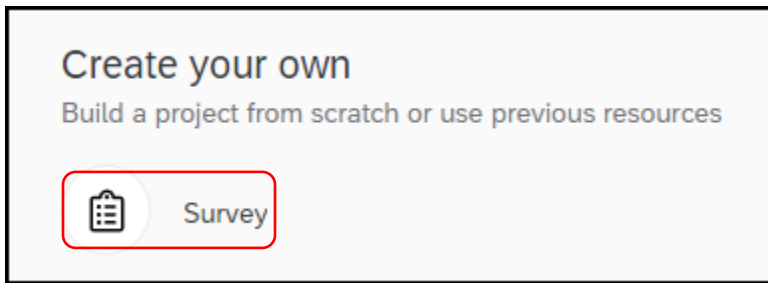 Create your own
Build a project from scratch or use previous resources
Survey